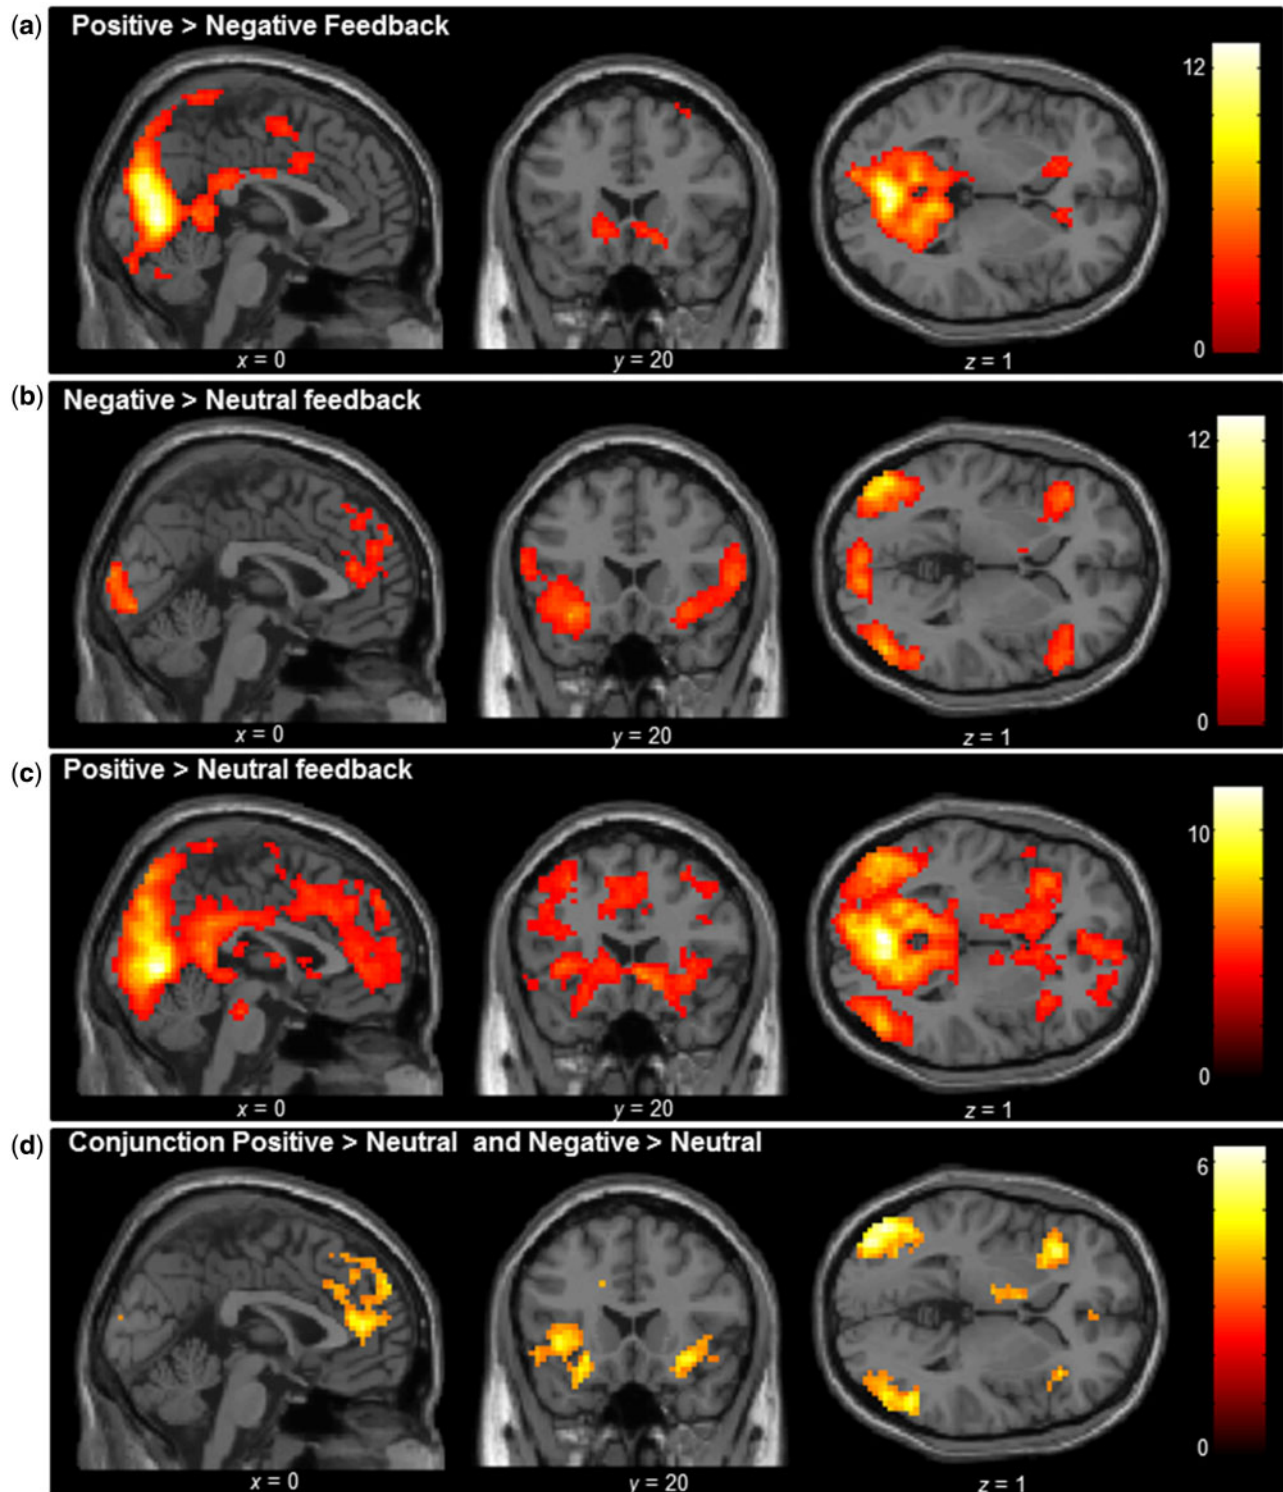 (a) Positive > Negative Feedback
12
0
x = 0 y = 20 z = 1
(b) Negative > Neutral feedback
12
0
x = 0 y = 20 z = 1
(c) Positive > Neutral feedback
10
0
x = 0 y = 20 z = 1
(d) Conjunction Positive > Neutral and Negative > Neutral
6
0
x = 0 y = 20 z = 1